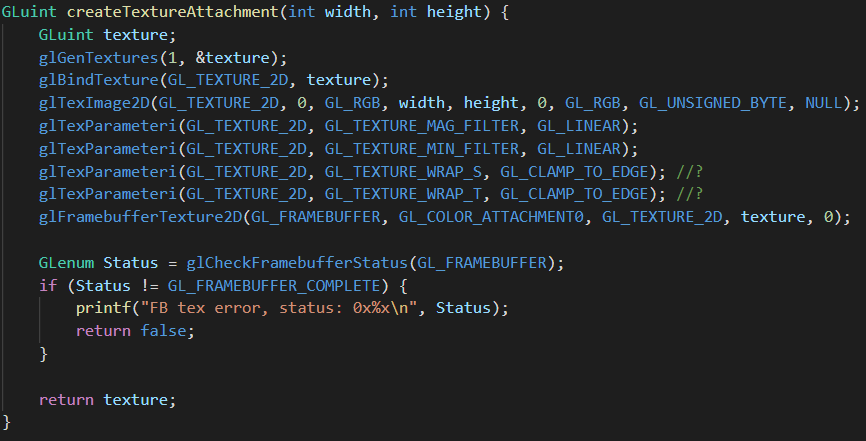 GLuint createTextureAttachment(int width, int height) {
    GLuint texture;
    glGenTextures(1, &texture);
    glBindTexture(GL_TEXTURE_2D, texture);
    glTexImage2D(GL_TEXTURE_2D, 0, GL_RGB, width, height, 0, GL_RGB, GL_UNSIGNED_BYTE, NULL);
    glTexParameteri(GL_TEXTURE_2D, GL_TEXTURE_MAG_FILTER, GL_LINEAR);
    glTexParameteri(GL_TEXTURE_2D, GL_TEXTURE_MIN_FILTER, GL_LINEAR);
    glTexParameteri(GL_TEXTURE_2D, GL_TEXTURE_WRAP_S, GL_CLAMP_TO_EDGE); //?
    glTexParameteri(GL_TEXTURE_2D, GL_TEXTURE_WRAP_T, GL_CLAMP_TO_EDGE); //?
    glFramebufferTexture2D(GL_FRAMEBUFFER, GL_COLOR_ATTACHMENT0, GL_TEXTURE_2D, texture, 0);

    GLenum Status = glCheckFramebufferStatus(GL_FRAMEBUFFER);
    if (Status != GL_FRAMEBUFFER_COMPLETE) {
        printf("FB tex error, status: 0x%x\n", Status);
        return false;
    }

    return texture;
}